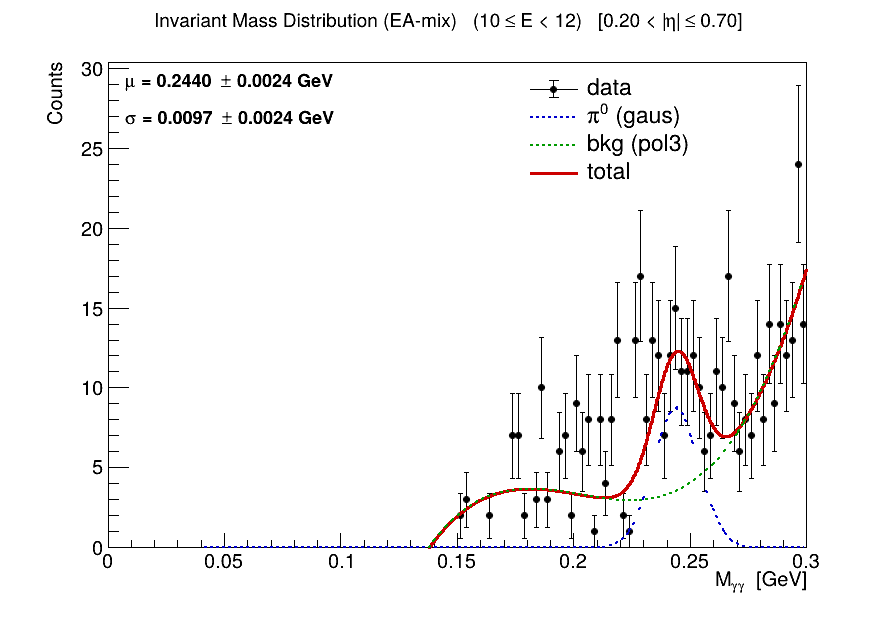 Invariant Mass Distribution (EA-mix) (10 ≤ E < 12) [0.20 < |η| ≤ 0.70]
μ = 0.2440 ± 0.0024 GeV
σ = 0.0097 ± 0.0024 GeV
data
π⁰ (gaus)
bkg (pol3)
total
Counts
30
25
20
15
10
5
0
0 0.05 0.1 0.15 0.2 0.25 0.3
M_γγ [GeV]